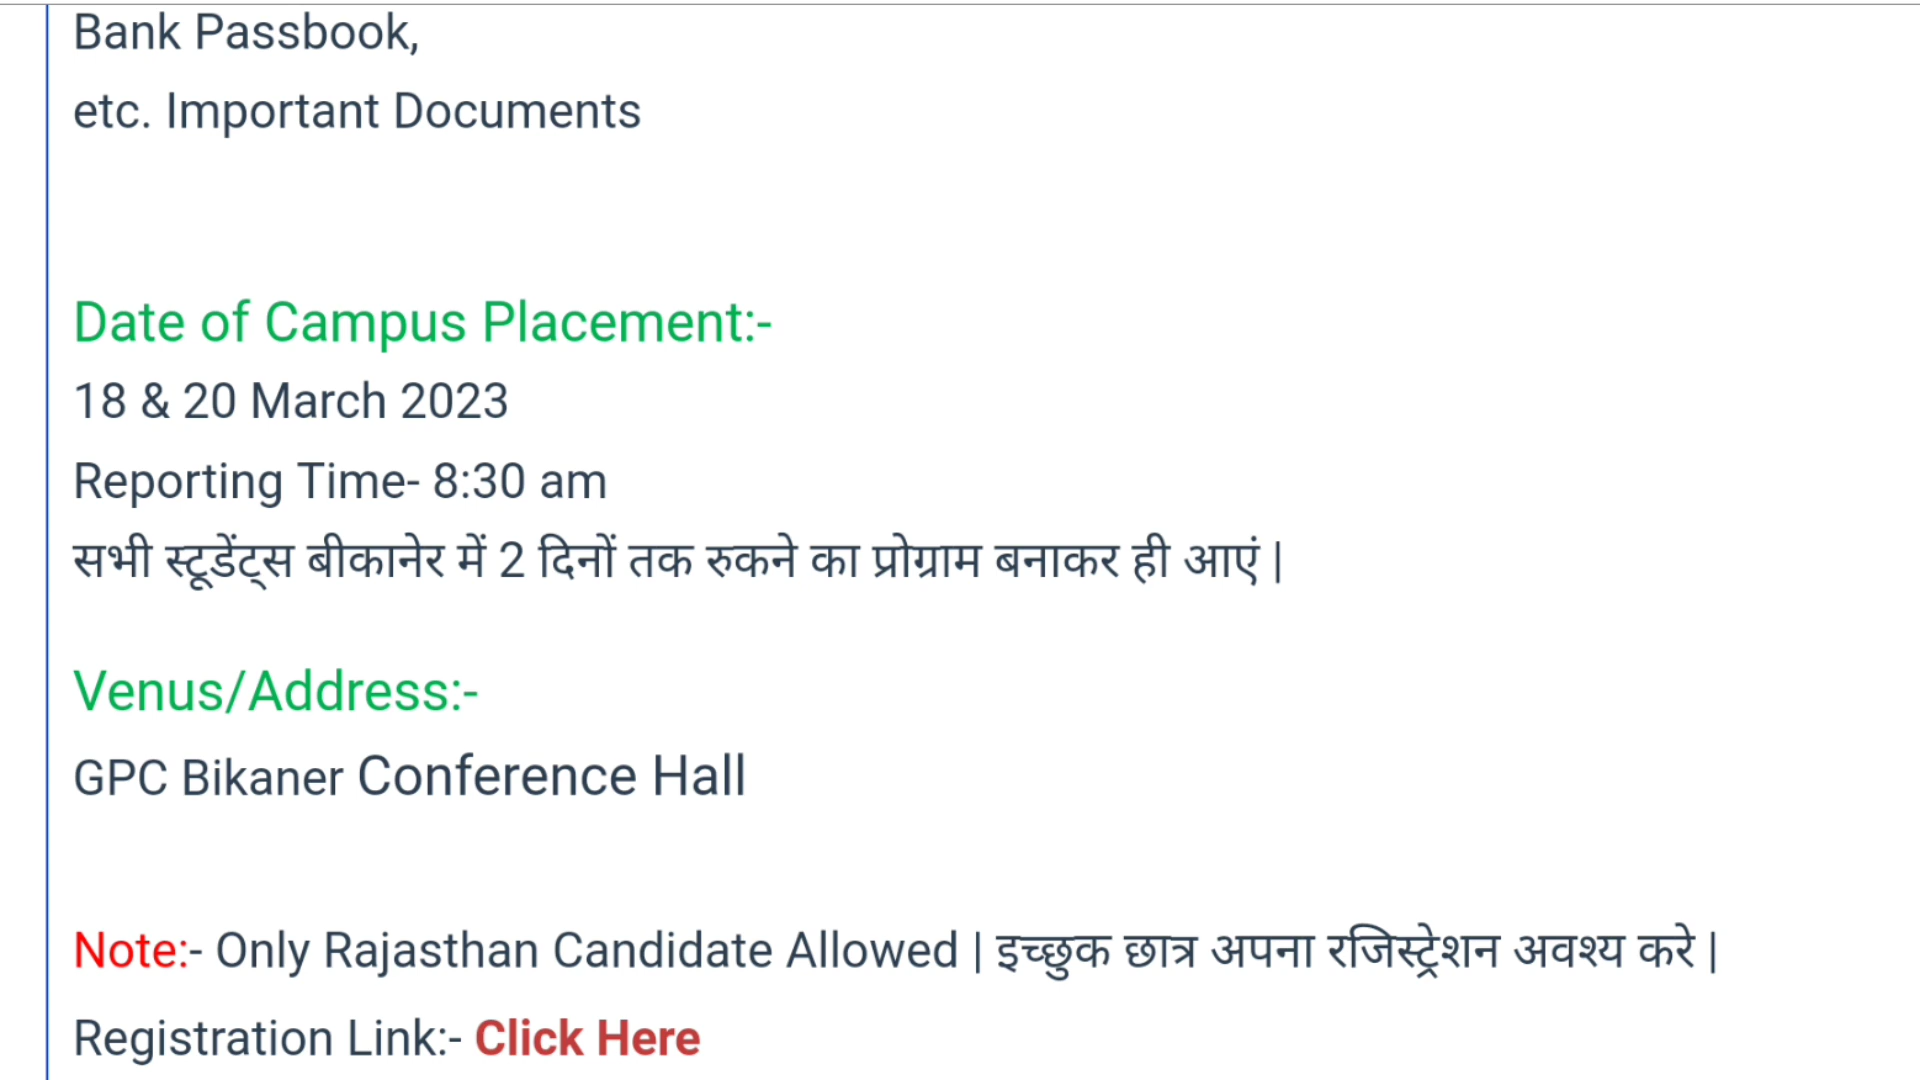 Bank Passbook,
etc. Important Documents
Date of Campus Placement:-
18 & 20 March 2023
Reporting Time- 8:30 am
सभी स्टूडेंट्स बीकानेर में 2 दिनों तक रुकने का प्रोग्राम बनाकर ही आएं |
Venus/Address:-
GPC Bikaner Conference Hall
Note:- Only Rajasthan Candidate Allowed | इच्छुक छात्र अपना रजिस्ट्रेशन अवश्य करे |
Registration Link:- Click Here